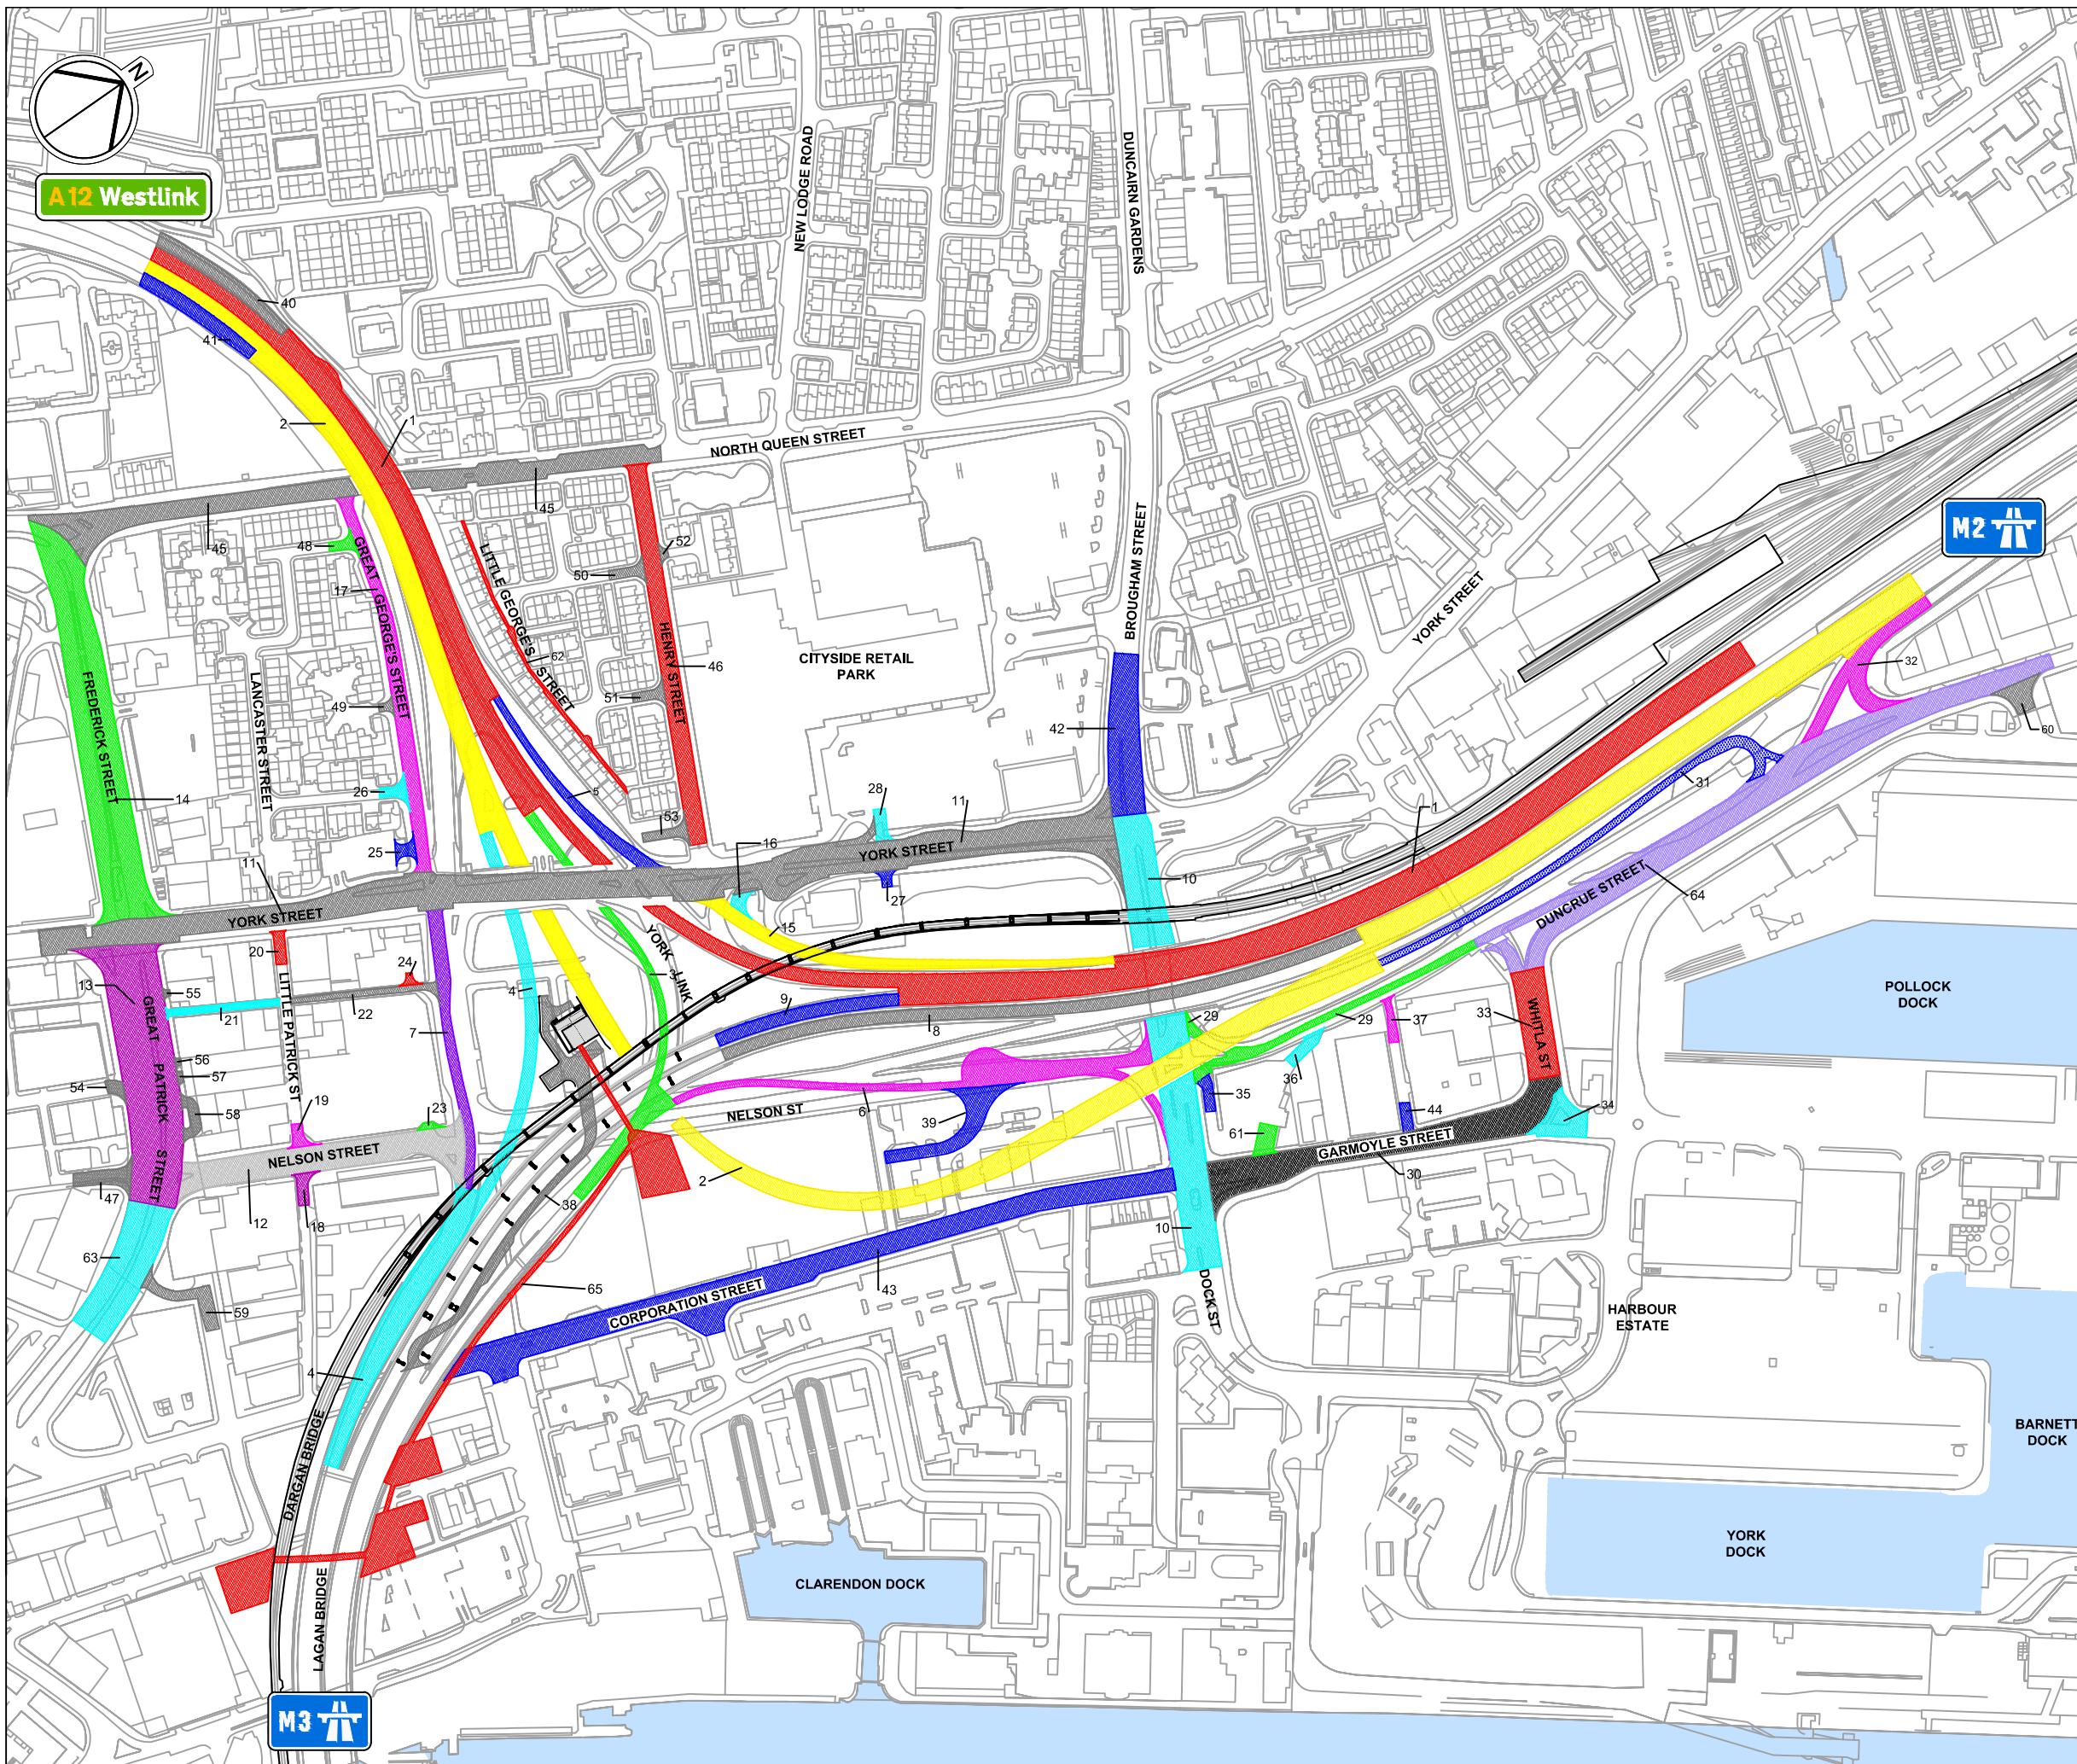 N
A12 Westlink
NEW LODGE ROAD
DUNCAIRN GARDENS
40
41
2
1
NORTH QUEEN STREET
45
45
48
GREAT GEORGE'S STREET
17
LITTLE GEORGE'S STREET
52
50
62
HENRY STREET
46
51
CITYSIDE RETAIL
PARK
BROUGHAM STREET
YORK STREET
M2
32
60
FREDERICK STREET
14
LANCASTER STREET
49
26
25
5
53
16
28
11
42
YORK STREET
27
10
1
31
DUNCRUE STREET
64
11
YORK STREET
15
20
24
13
GREAT PATRICK STREET
55
21
LITTLE PATRICK ST
22
7
4
YORK LINK
3
9
8
29
29
37
33
WHITLA ST
POLLOCK
DOCK
56
57
54
58
19
23
36
35
44
34
6
NELSON ST
39
61
GARMOYLE STREET
30
NELSON STREET
47
12
18
38
2
63
59
65
43
CORPORATION STREET
10
DOCK ST
HARBOUR
ESTATE
4
DARGAN BRIDGE
BARNETT
DOCK
YORK
DOCK
CLARENDON DOCK
LAGAN BRIDGE
M3